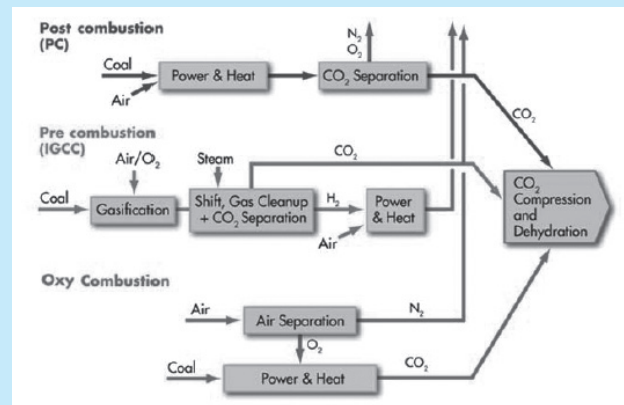 Post combustion
(PC)
N₂
O₂
Coal
Power & Heat
CO₂ Separation
Air
CO₂
Pre combustion
(IGCC)
Air/O₂
Steam
CO₂
Coal
Gasification
Shift, Gas Cleanup
+ CO₂ Separation
H₂
Power
& Heat
Air
CO₂
Compression
and
Dehydration
Oxy Combustion
Air
Air Separation
N₂
O₂
Coal
Power & Heat
CO₂